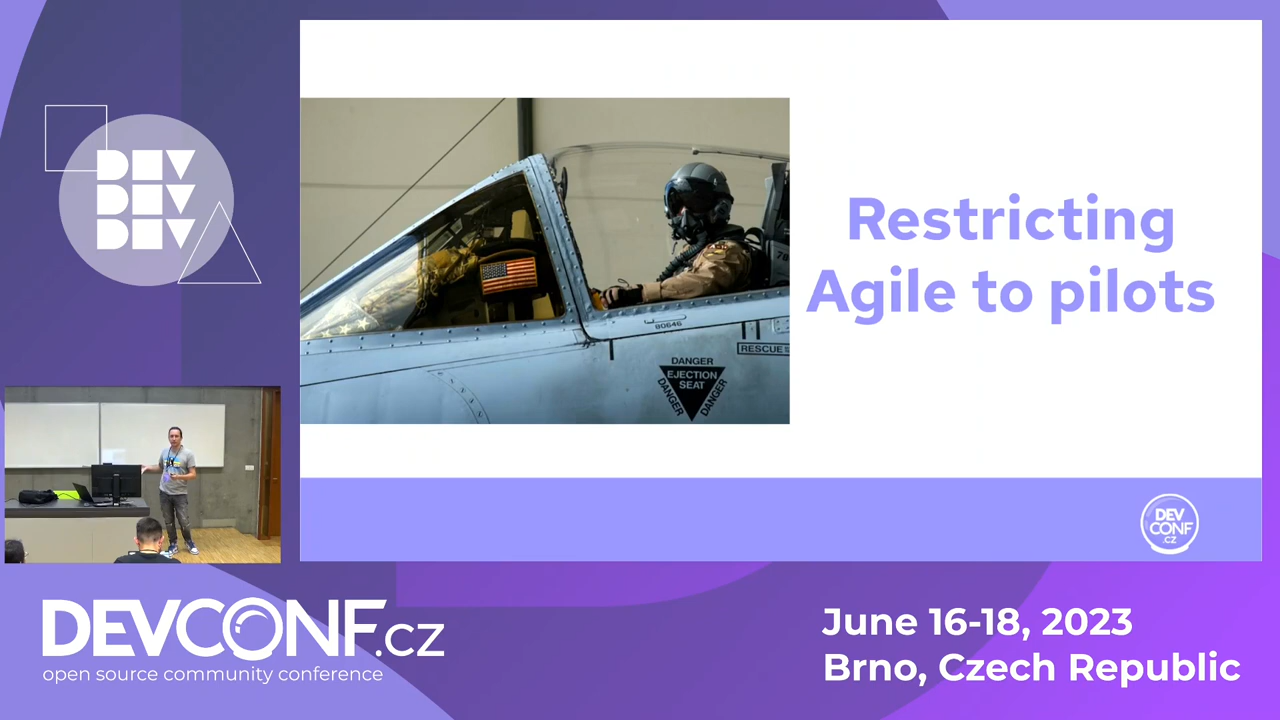 DEV
DEV
DEV
Restricting
Agile to pilots
80646
RESCUE
DANGER
EJECTION
SEAT
DANGER
DANGER
DEV
CONF
.CZ
DEVCONF.cz
open source community conference
June 16-18, 2023
Brno, Czech Republic